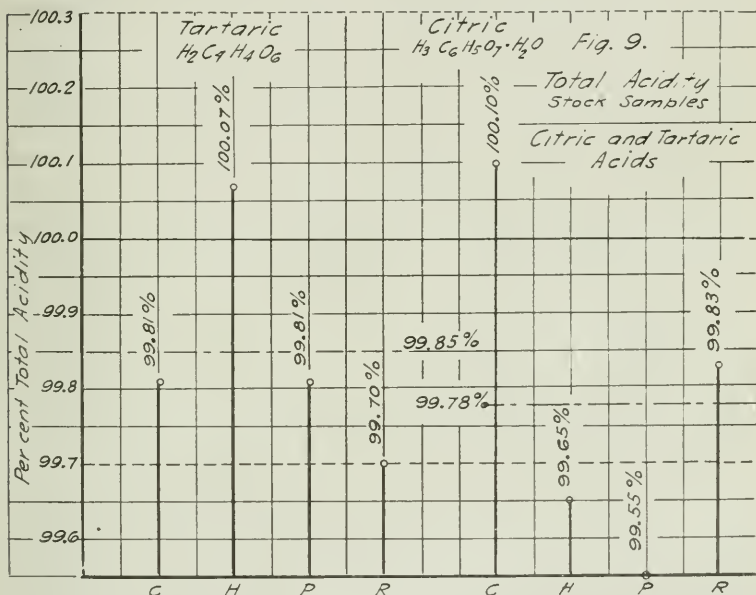 Tartaric
H2C4H4O6
Citric
H3C6H5O7·H2O
Fig. 9.
Total Acidity
Stock Samples
Citric and Tartaric
Acids
Per cent Total Acidity
100.3
100.2
100.1
100.0
99.9
99.8
99.7
99.6
99.81%
100.07%
99.81%
99.70%
99.85%
99.78%
100.10%
99.65%
99.55%
99.83%
C H P R C H P R